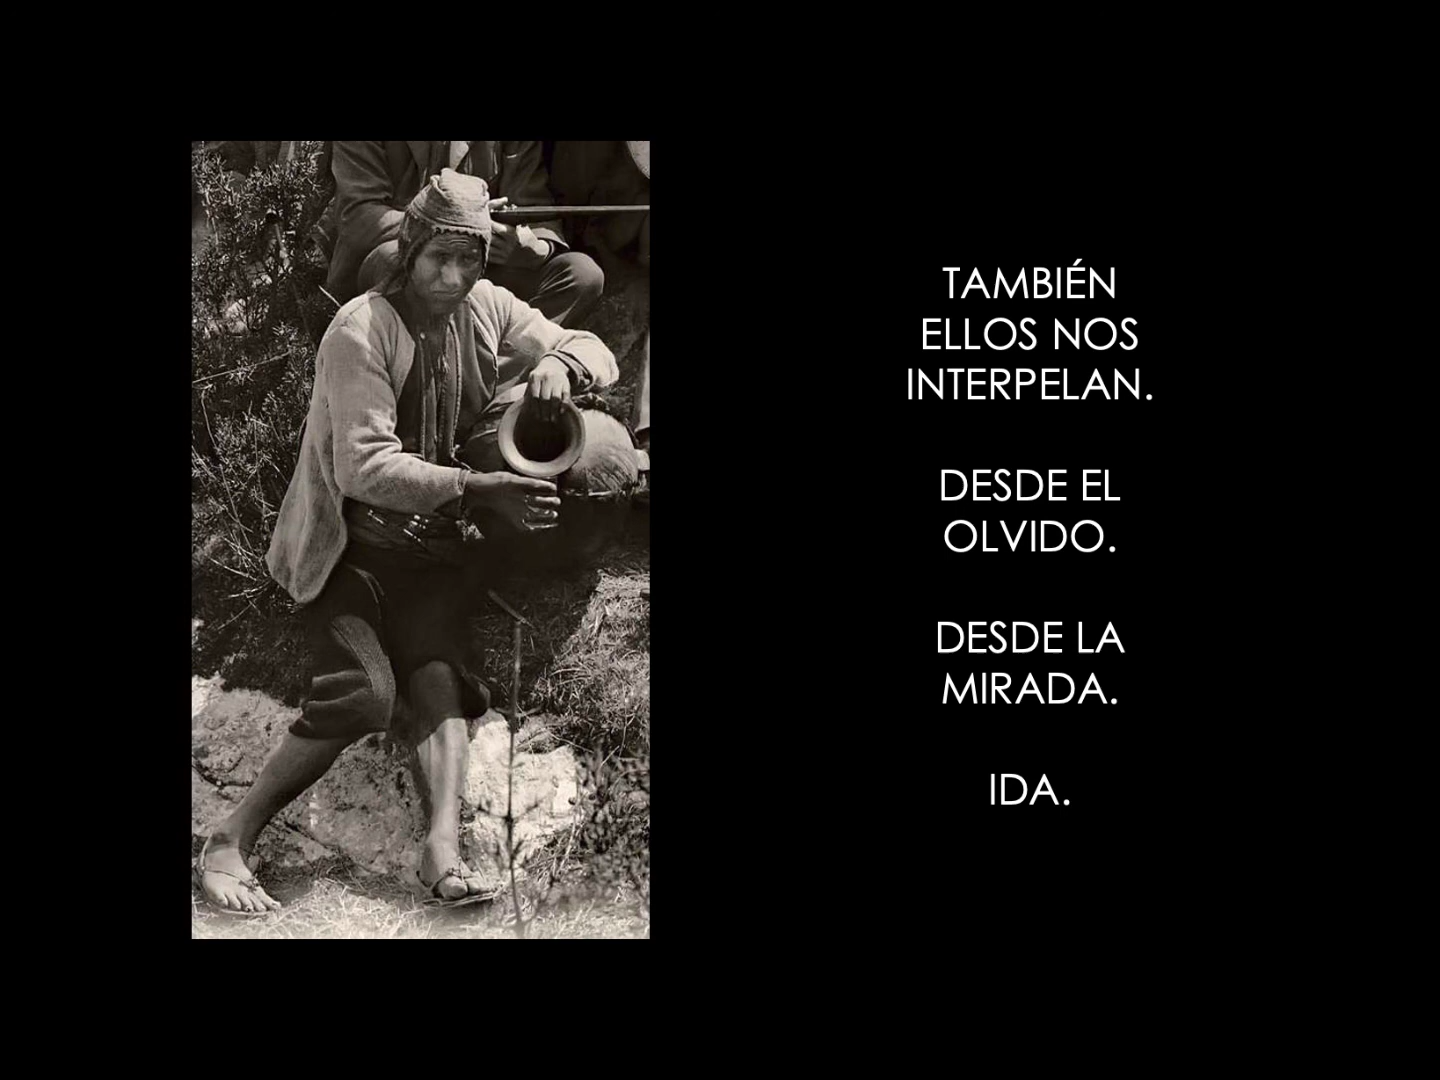 TAMBIÉN
ELLOS NOS
INTERPELAN.
DESDE EL
OLVIDO.
DESDE LA
MIRADA.
IDA.